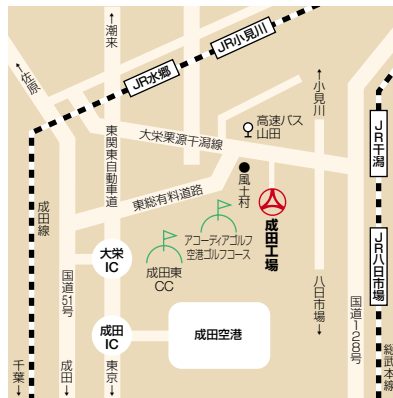 ←潮来
JR小見川
JR水郷
←佐原
←小見川
高速バス
山田
大栄栗源干潟線
JR干潟
東関東自動車道
風土村
東総有料道路
成田工場
アコーディアゴルフ
空港ゴルフコース
成田線
JR八日市場
大栄
IC
成田東
CC
国道51号
八日市場→
国道128号
成田
IC
成田空港
総武本線
千葉→
成田→
東京→